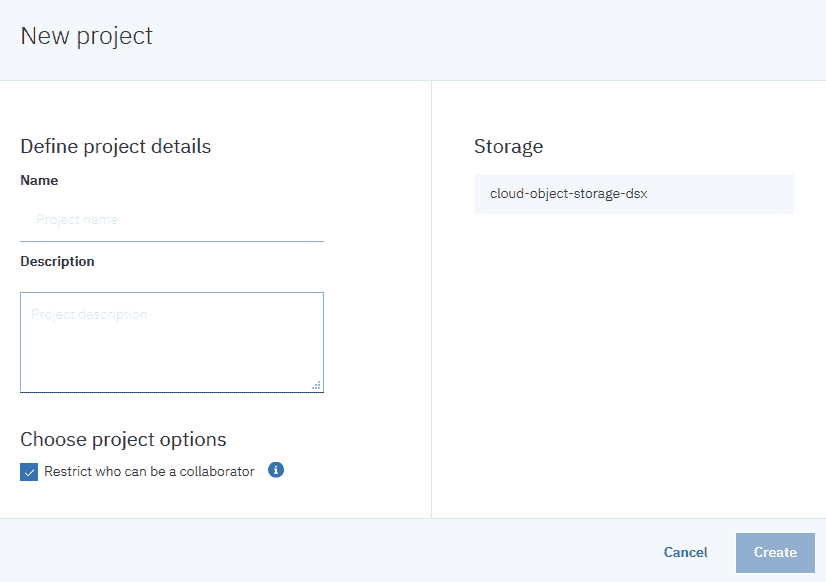 New project
Define project details
Name
Project name
Description
Project description
Choose project options
Restrict who can be a collaborator
Storage
cloud-object-storage-dsx
Cancel
Create